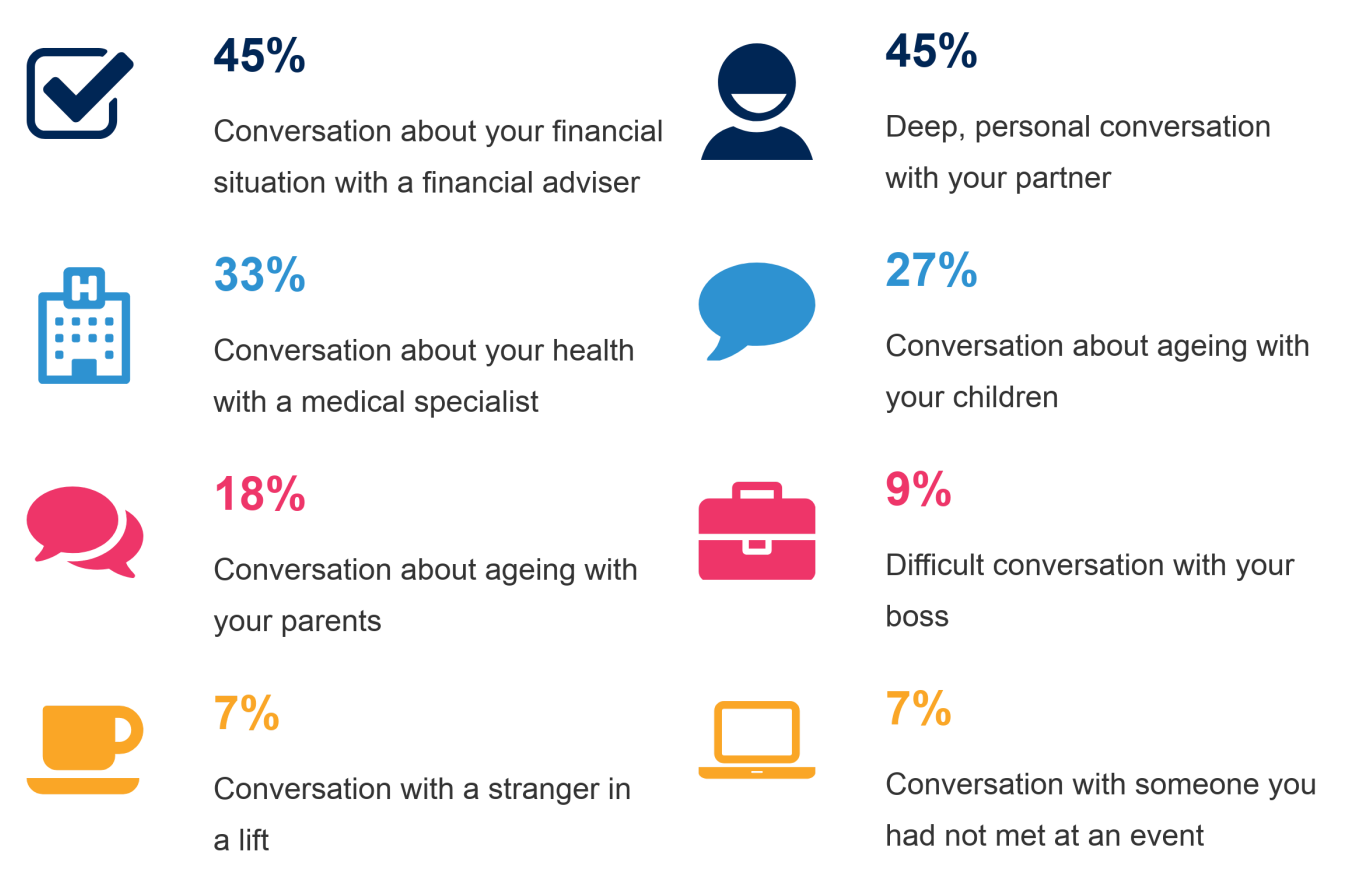 45%
Conversation about your financial
situation with a financial adviser
45%
Deep, personal conversation
with your partner
H
33%
Conversation about your health
with a medical specialist
27%
Conversation about ageing with
your children
18%
Conversation about ageing with
your parents
9%
Difficult conversation with your
boss
7%
Conversation with a stranger in
a lift
7%
Conversation with someone you
had not met at an event